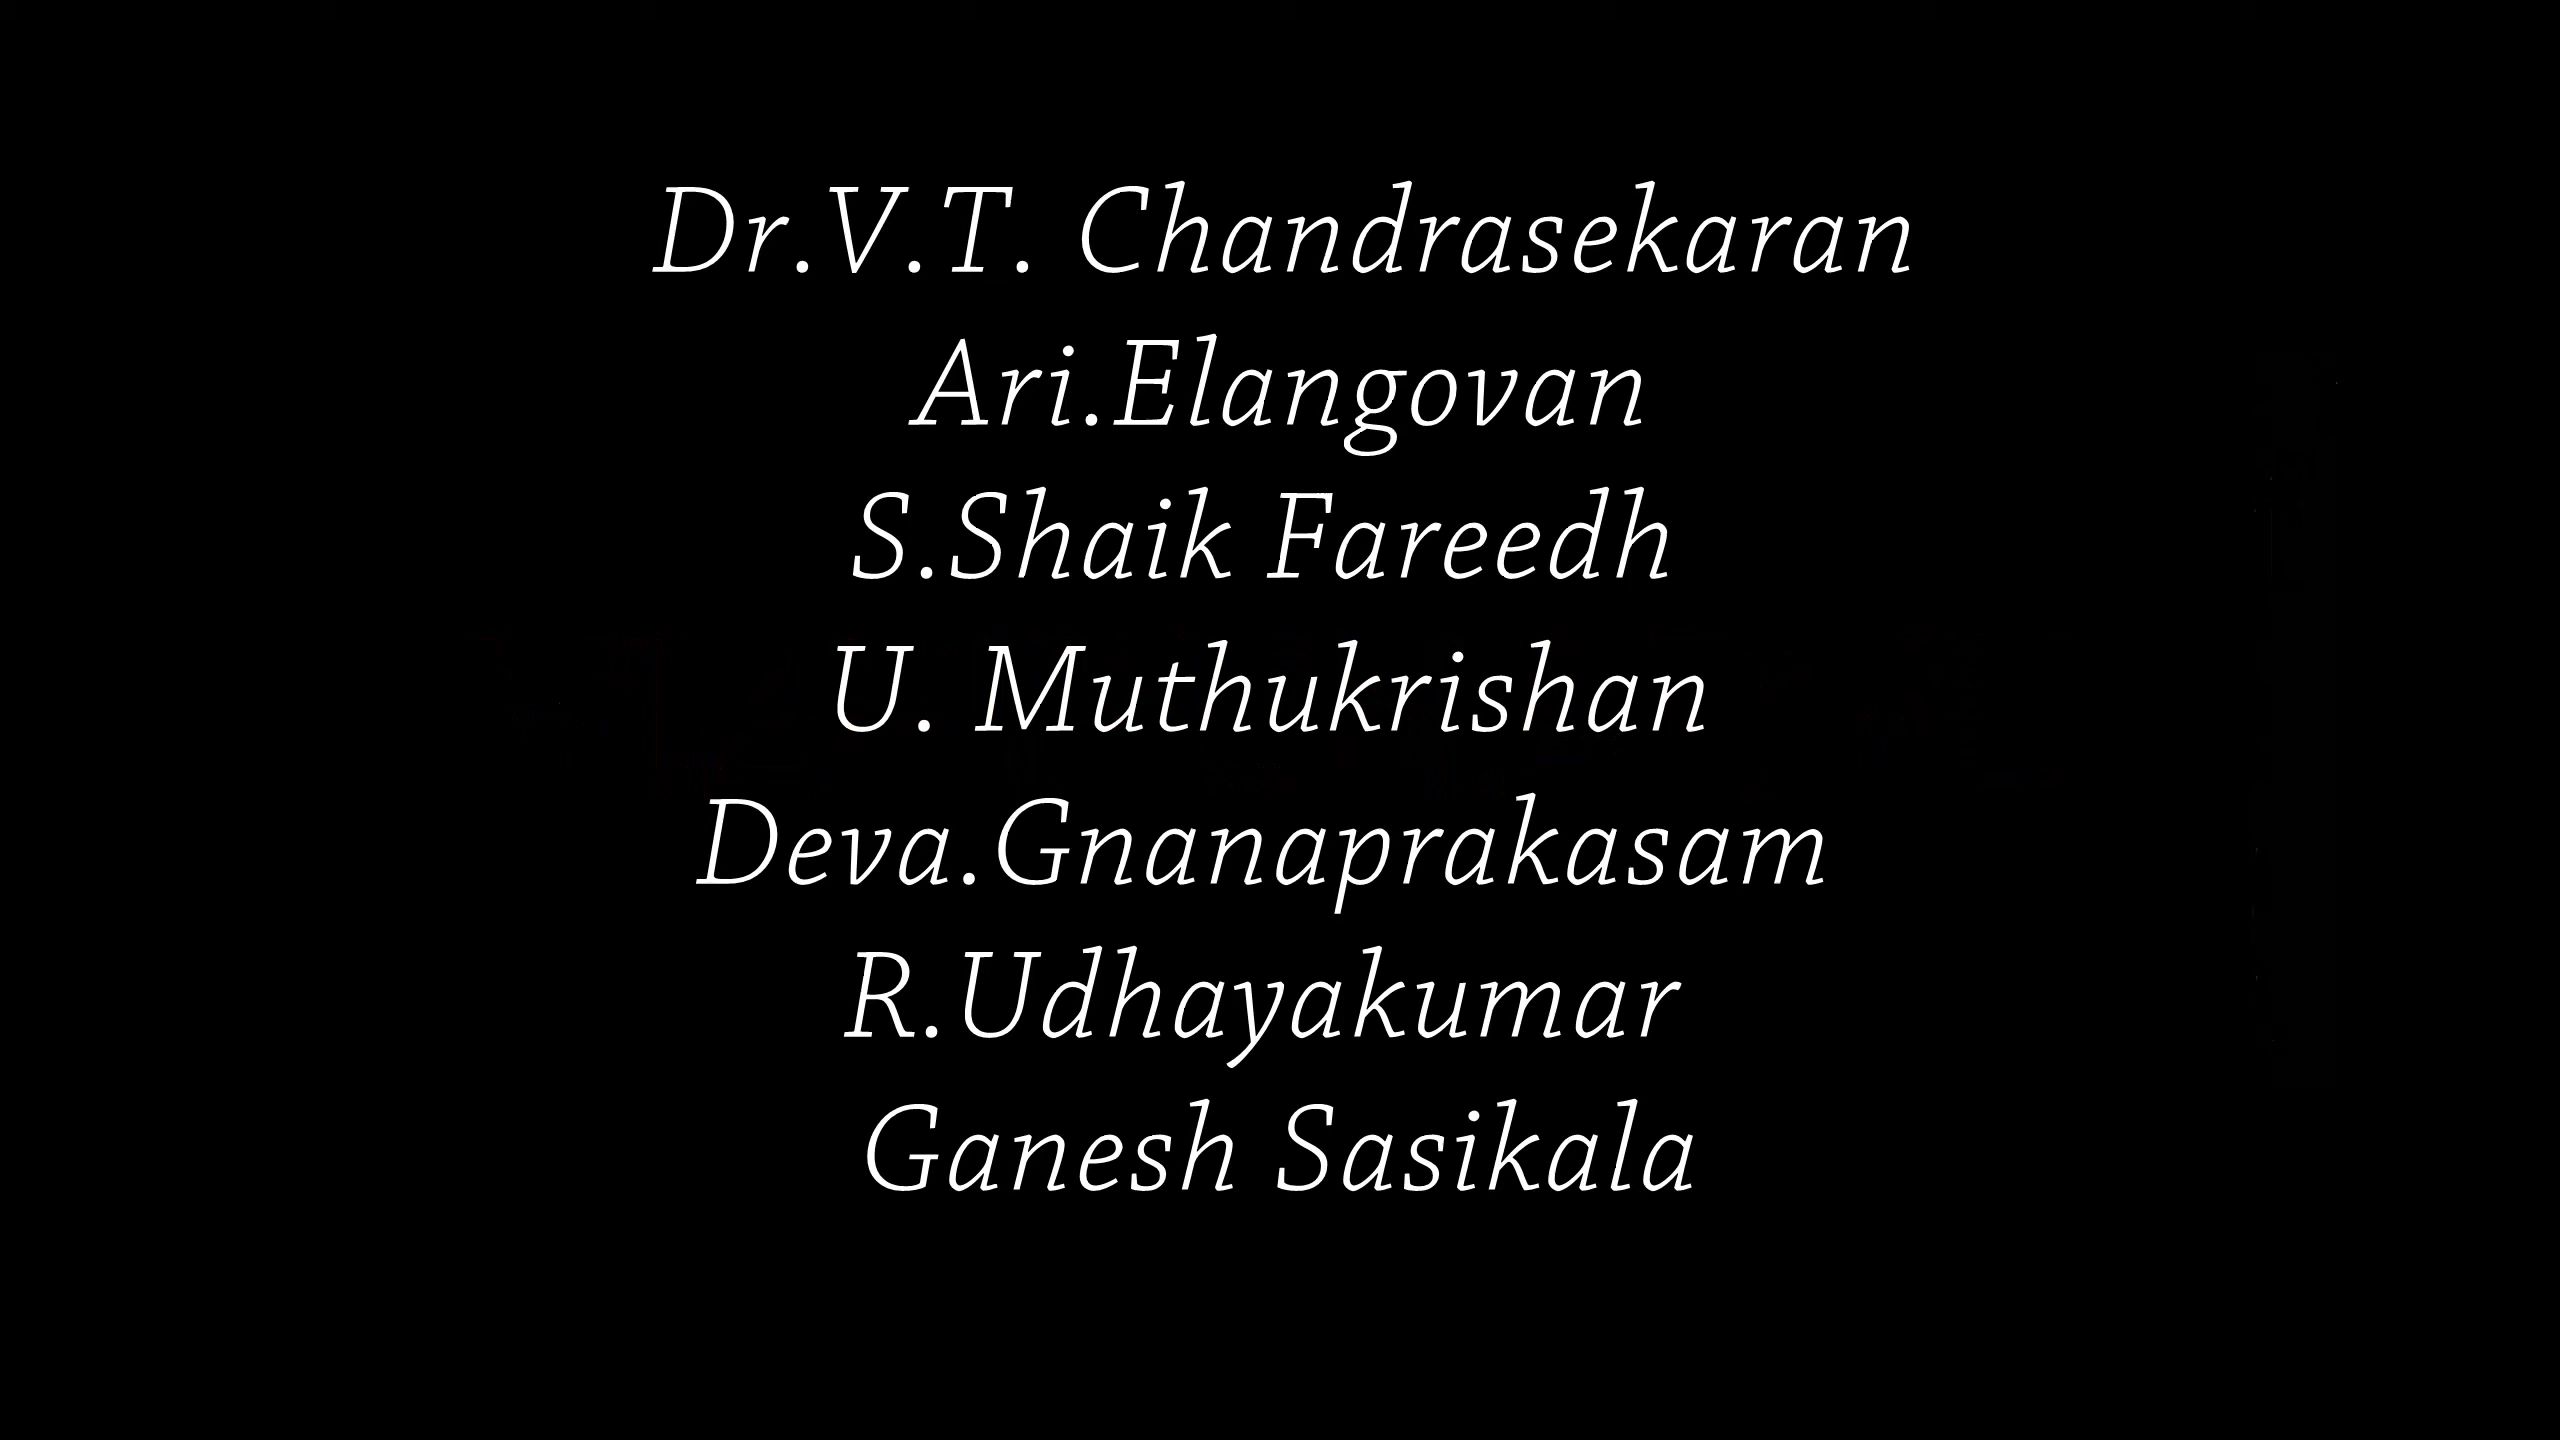 Dr.V.T. Chandrasekaran
Ari.Elangovan
S.Shaik Fareedh
U. Muthukrishan
Deva.Gnanaprakasam
R.Udhayakumar
Ganesh Sasikala